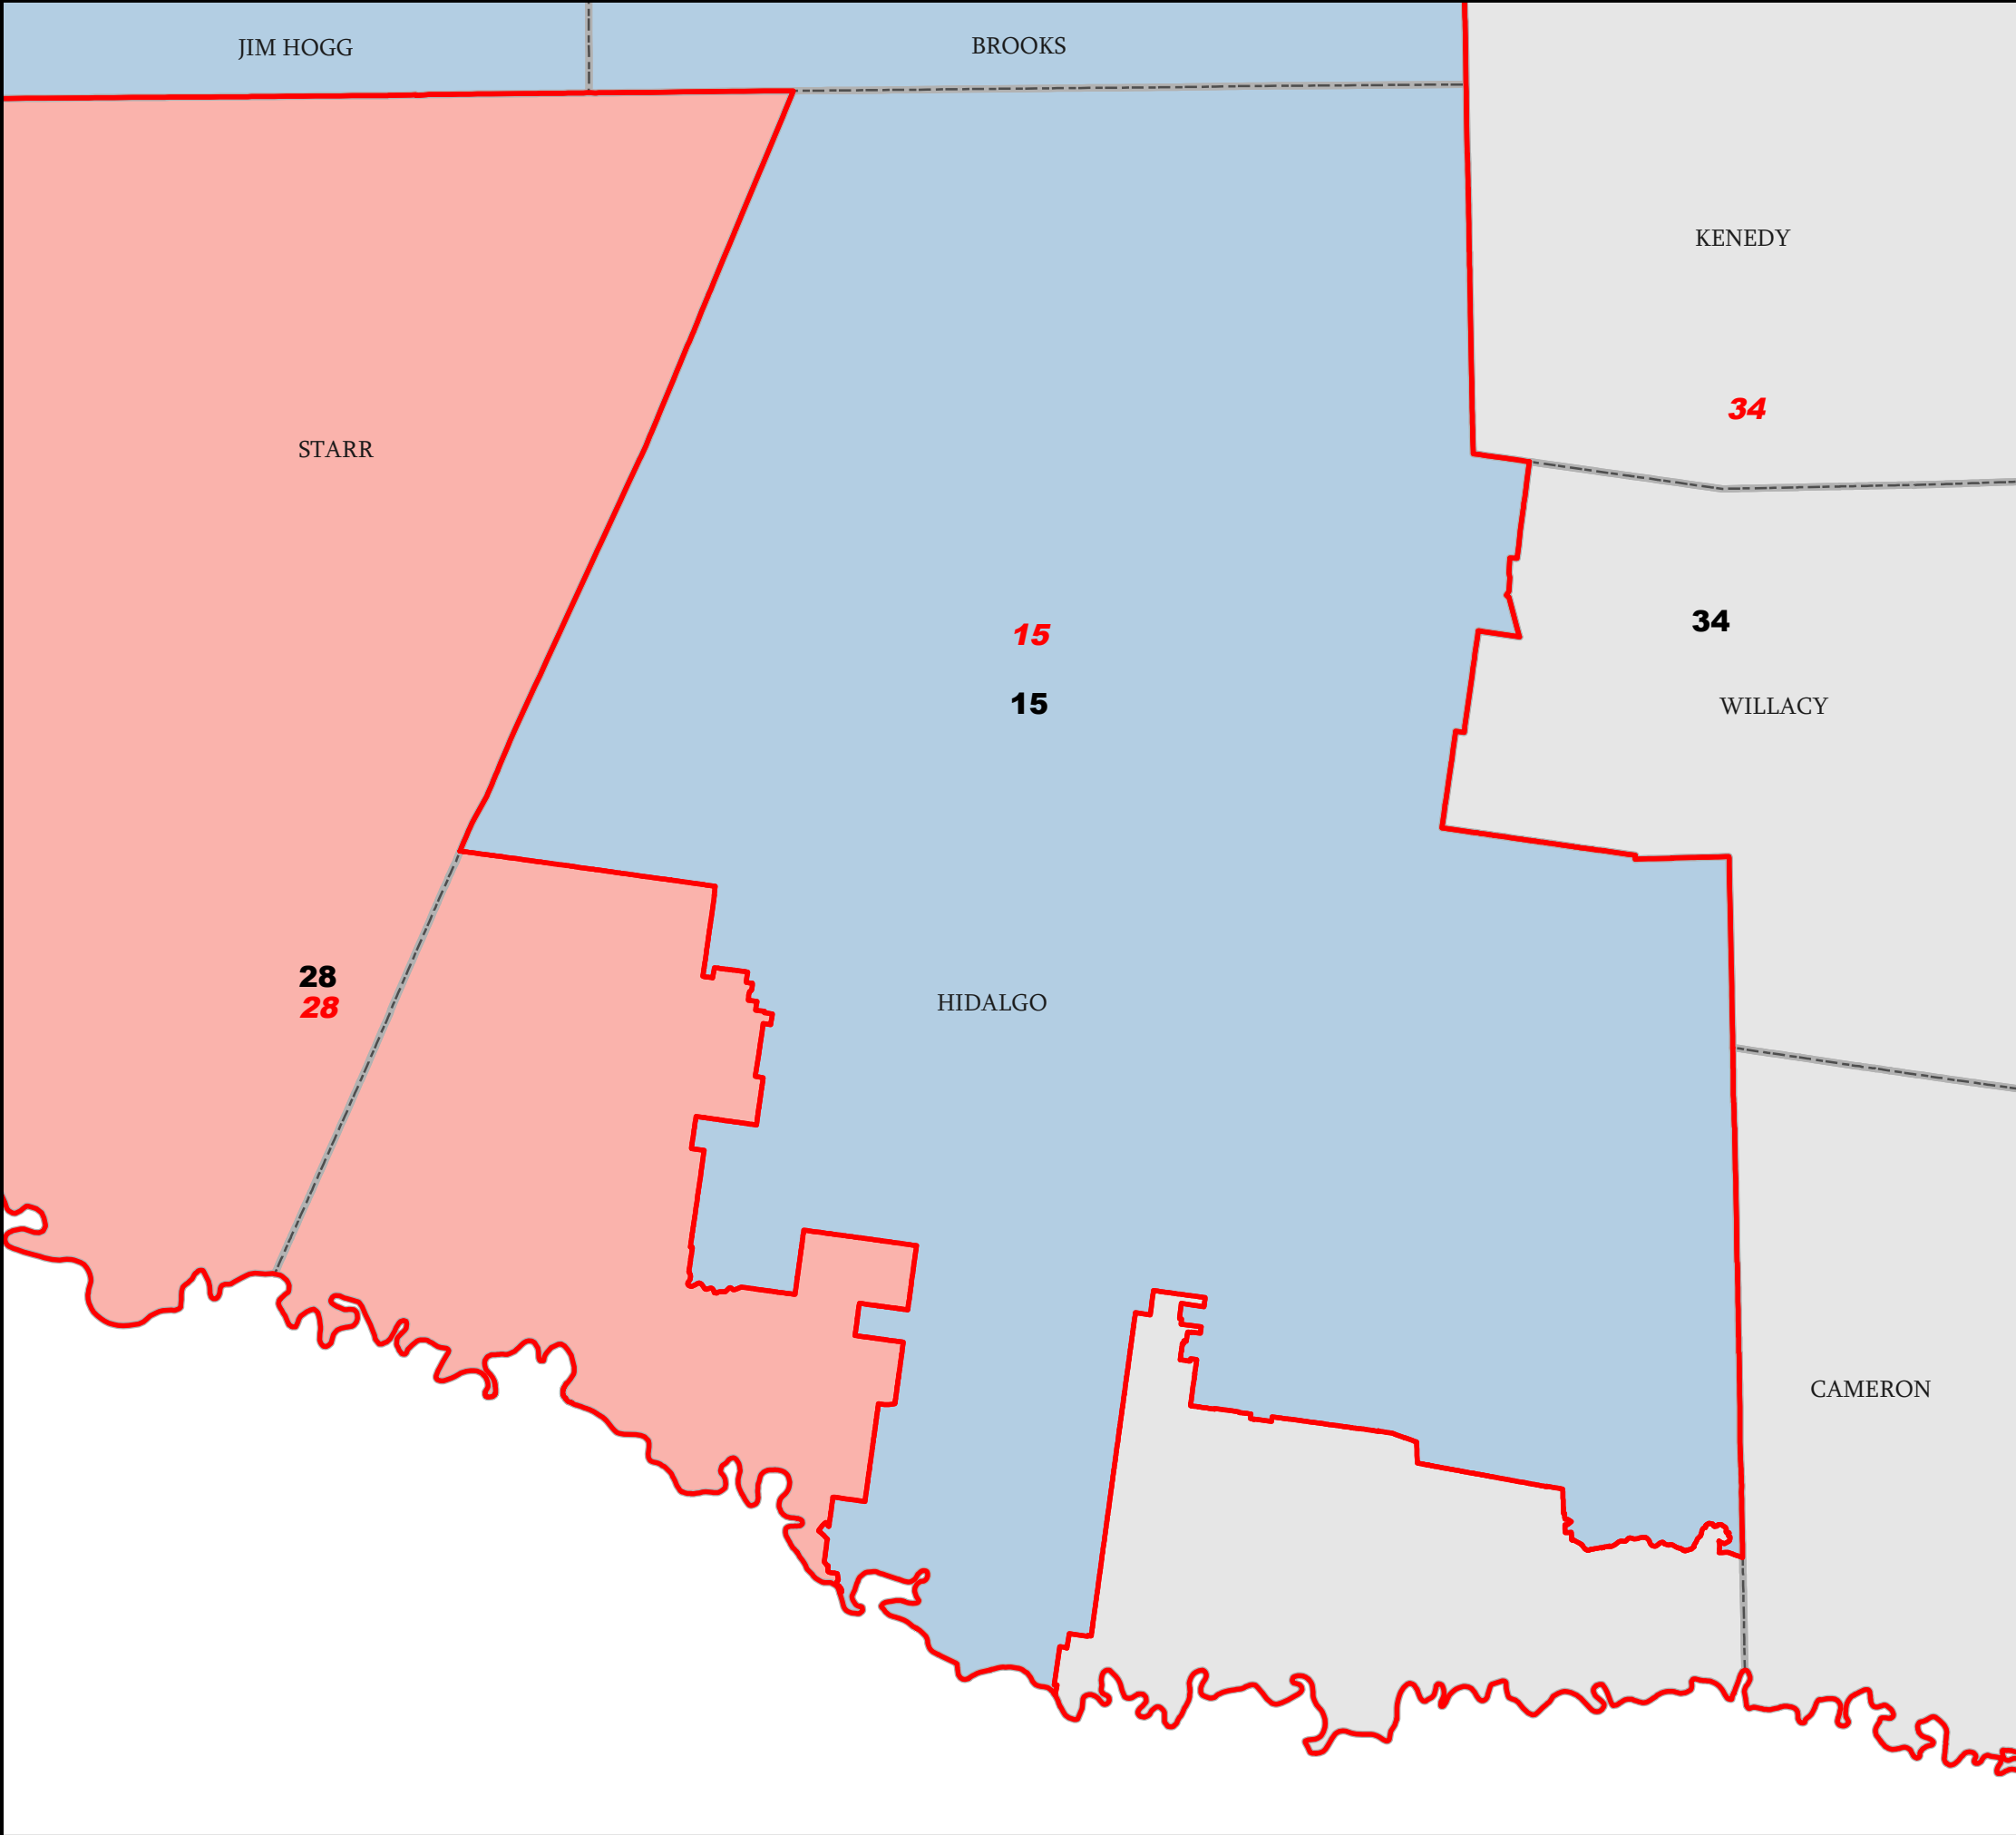 JIM HOGG
BROOKS
KENEDY
34
STARR
34
15
15
WILLACY
28
28
HIDALGO
CAMERON